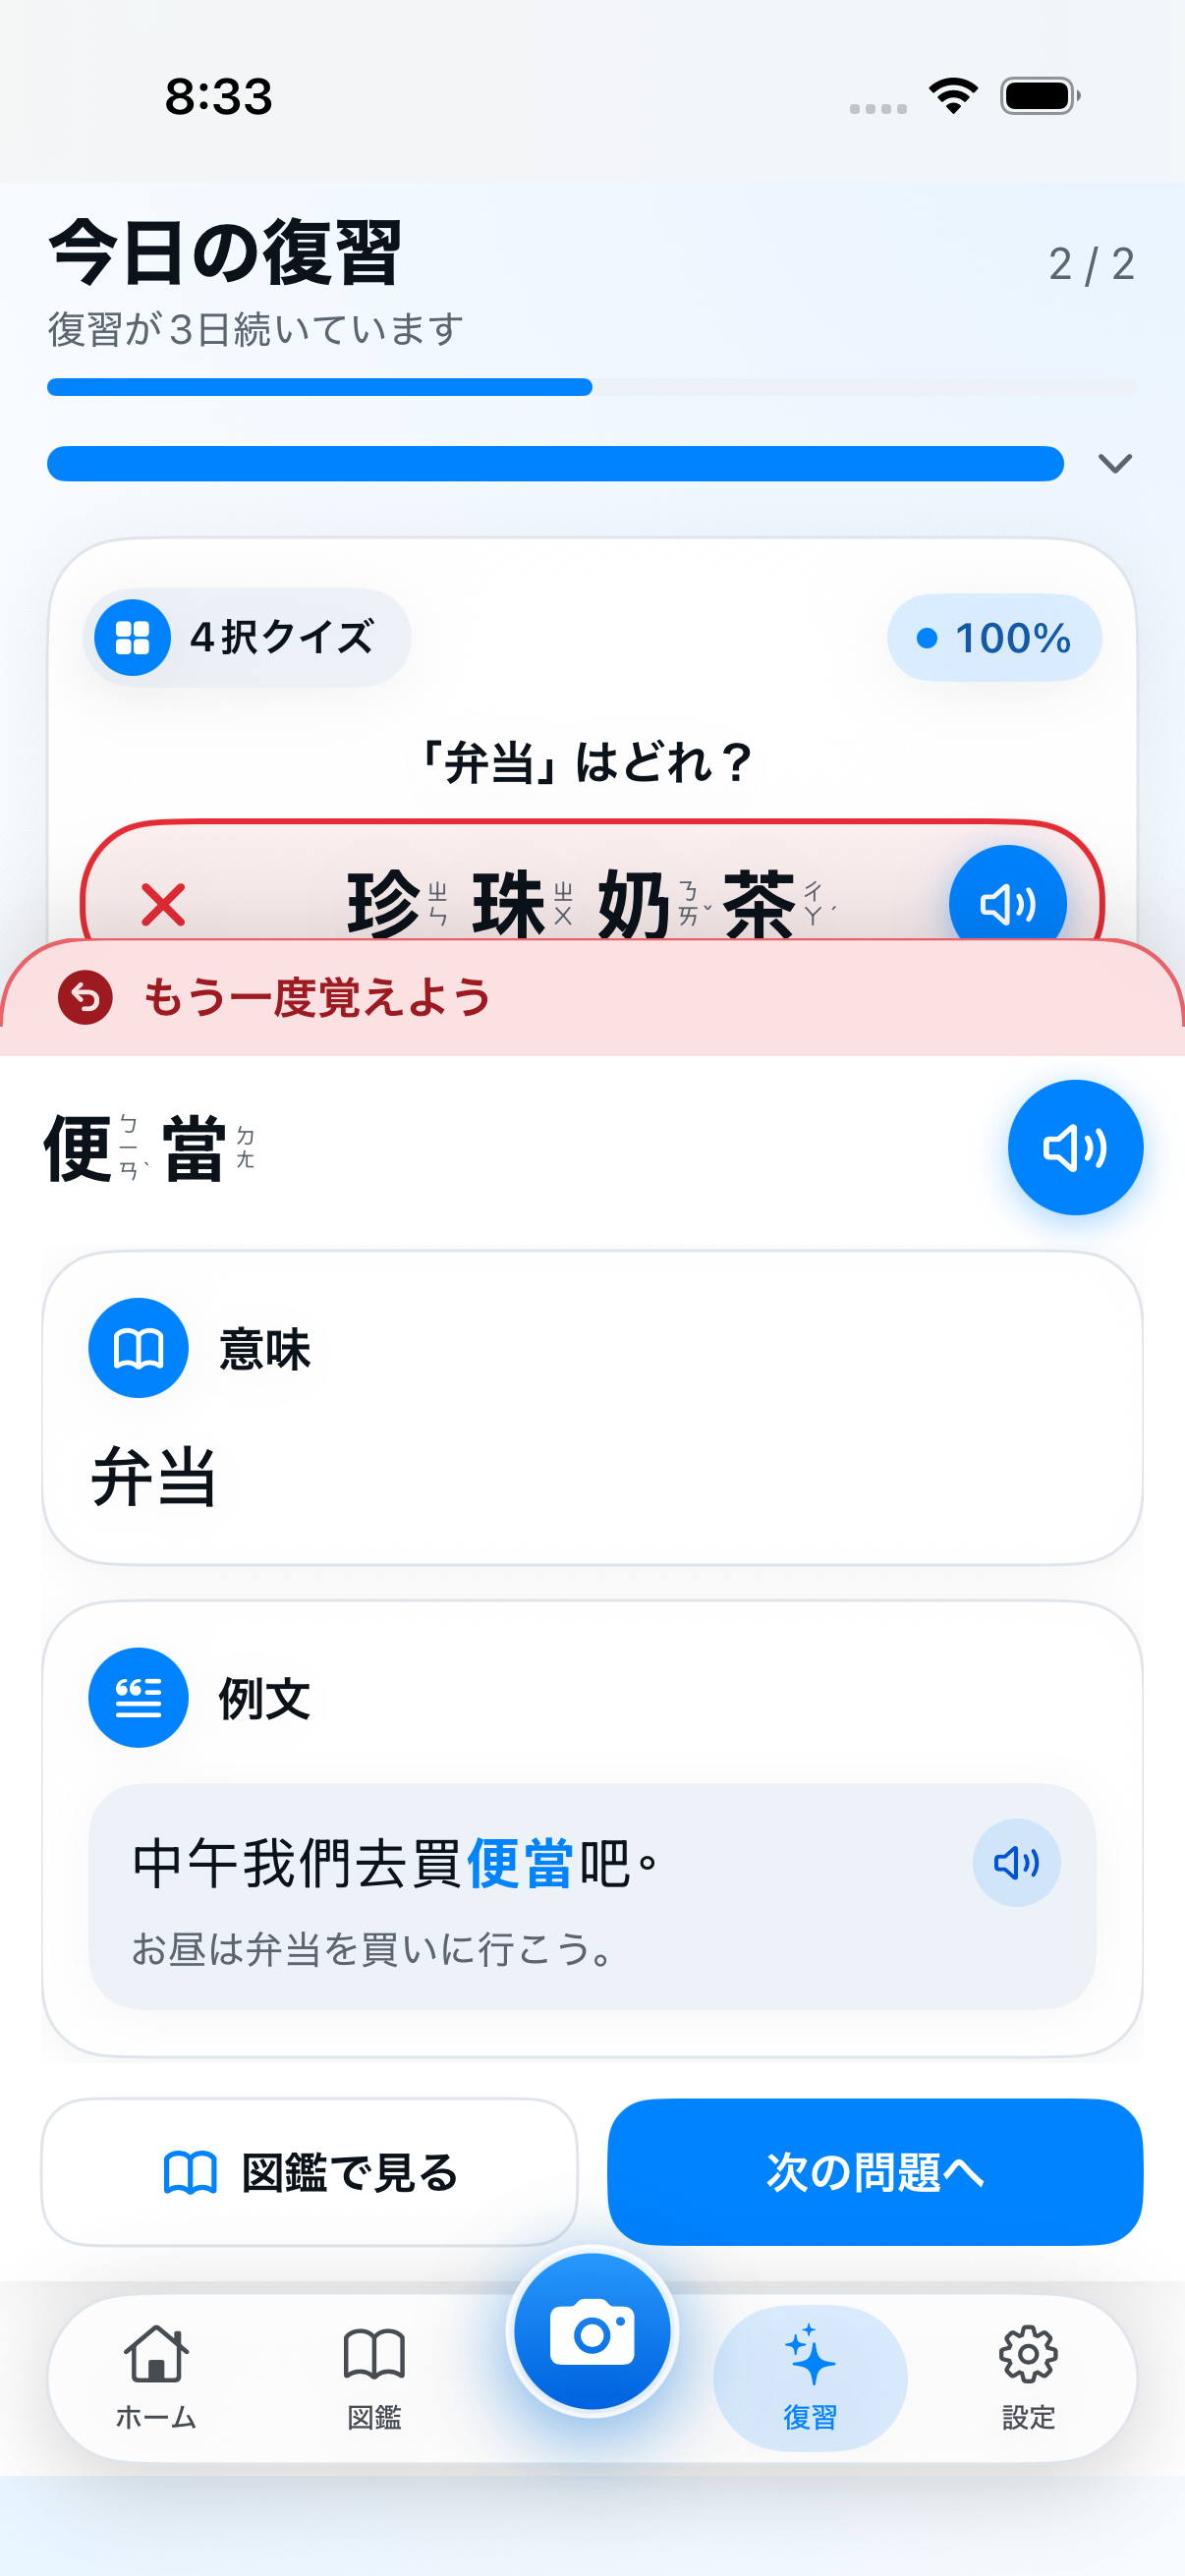 8:33
今日の復習
2 / 2
復習が3日続いています
4択クイズ
100%
「弁当」はどれ？
珍ㄓㄣ 珠ㄓㄨ 奶ㄋㄞˇ 茶ㄔㄚˊ
もう一度覚えよう
便ㄅㄧㄢˋ 當ㄉㄤ
意味
弁当
例文
中午我們去買便當吧。
お昼は弁当を買いに行こう。
図鑑で見る
次の問題へ
ホーム
図鑑
復習
設定